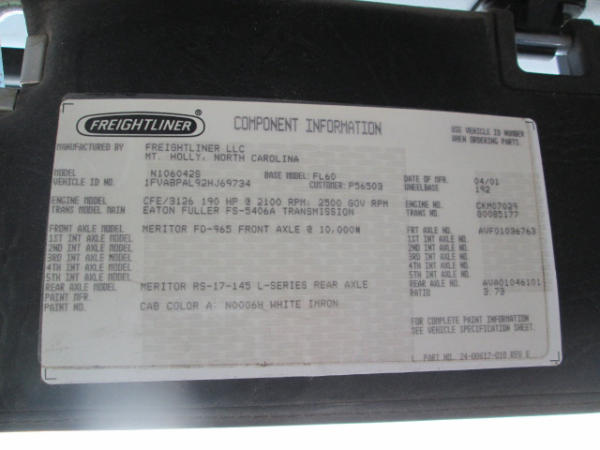 FREIGHTLINER ® COMPONENT INFORMATION
USE VEHICLE ID NUMBER
WHEN ORDERING PARTS.
MANUFACTURED BY FREIGHTLINER LLC
MT. HOLLY, NORTH CAROLINA
MODEL N106042S BASE MODEL: FL60 DATE OF MFR 04/01
VEHICLE ID NO. 1FVABPAL92HJ69734 CUSTOMER: P56503 192
ENGINE MODEL CFE/3126 190 HP @ 2100 RPM; 2500 GOV RPM ENGINE NO. CKM07029
TRANS MODEL MAIN EATON FULLER FS-5406A TRANSMISSION TRANS NO 80085177
FRONT AXLE MODEL MERITOR FD-965 FRONT AXLE @ 10,000# FRT AXLE NO. AVF01036763
1ST INT AXLE MODEL 1ST INT AXLE NO.
2ND INT AXLE MODEL 2ND INT AXLE NO.
3RD INT AXLE MODEL 3RD INT AXLE NO.
4TH INT AXLE MODEL 4TH INT AXLE NO.
5TH INT AXLE MODEL 5TH INT AXLE NO.
REAR AXLE MODEL MERITOR RS-17-145 L-SERIES REAR AXLE REAR AXLE NO. AVA01046101
PAINT MFR. RATIO 3.73
PAINT NO. CAB COLOR A: N0006H WHITE IMRON
FOR COMPLETE PAINT INFORMATION
SEE VEHICLE SPECIFICATION SHEET.
PART NO. 24-00617-010 REV E